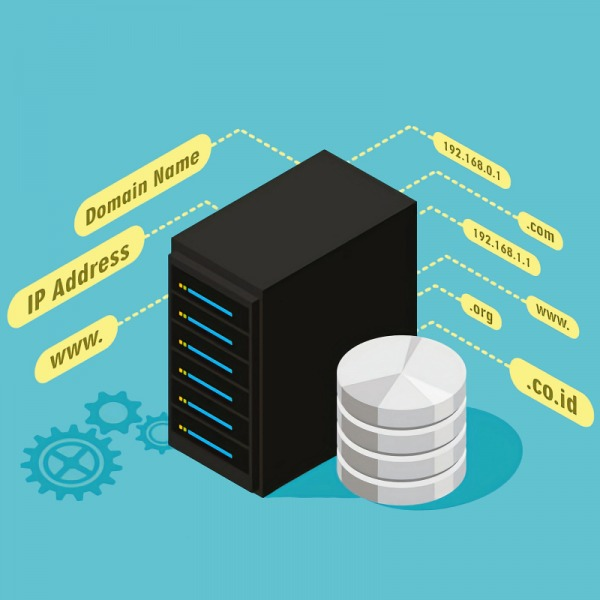 Domain Name
IP Address
www.
192.168.0.1
.com
192.168.1.1
www.
.org
.co.id